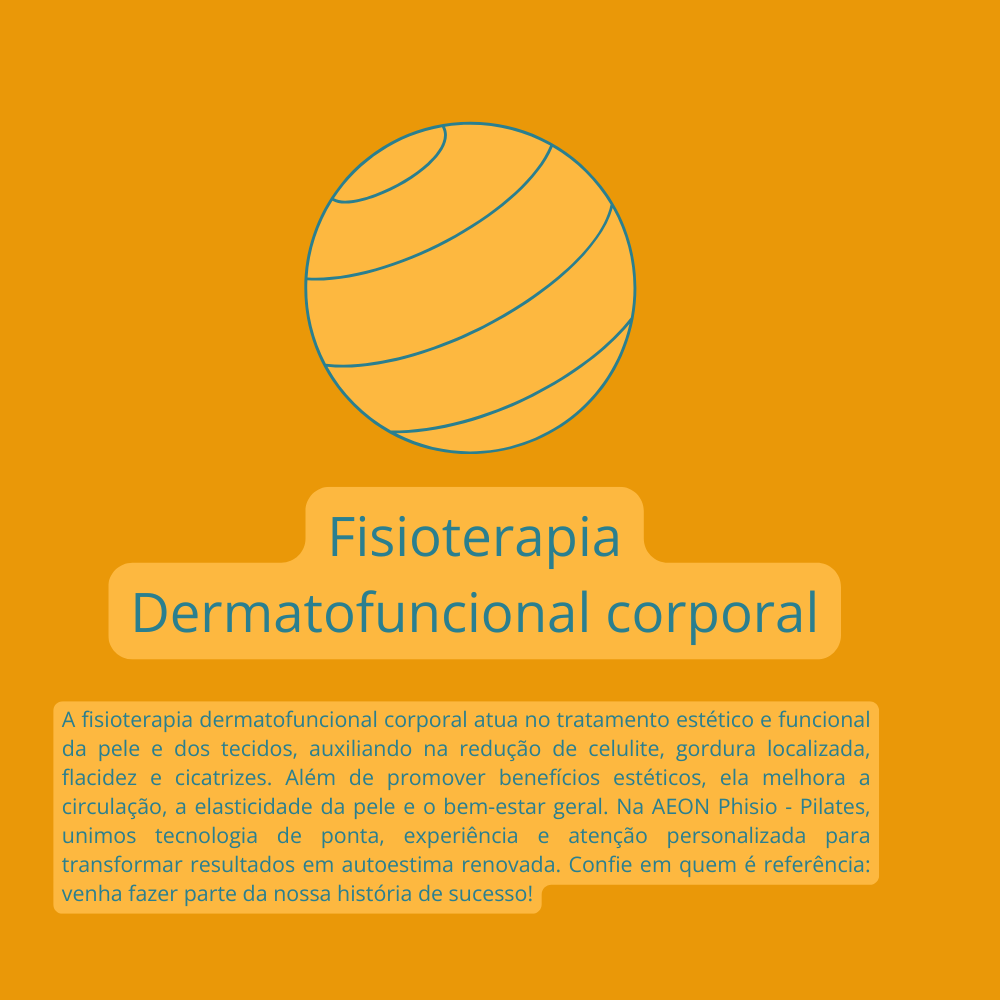 Fisioterapia
Dermatofuncional corporal
A fisioterapia dermatofuncional corporal atua no tratamento estético e funcional
da pele e dos tecidos, auxiliando na redução de celulite, gordura localizada,
flacidez e cicatrizes. Além de promover benefícios estéticos, ela melhora a
circulação, a elasticidade da pele e o bem-estar geral. Na AEON Phisio - Pilates,
unimos tecnologia de ponta, experiência e atenção personalizada para
transformar resultados em autoestima renovada. Confie em quem é referência:
venha fazer parte da nossa história de sucesso!